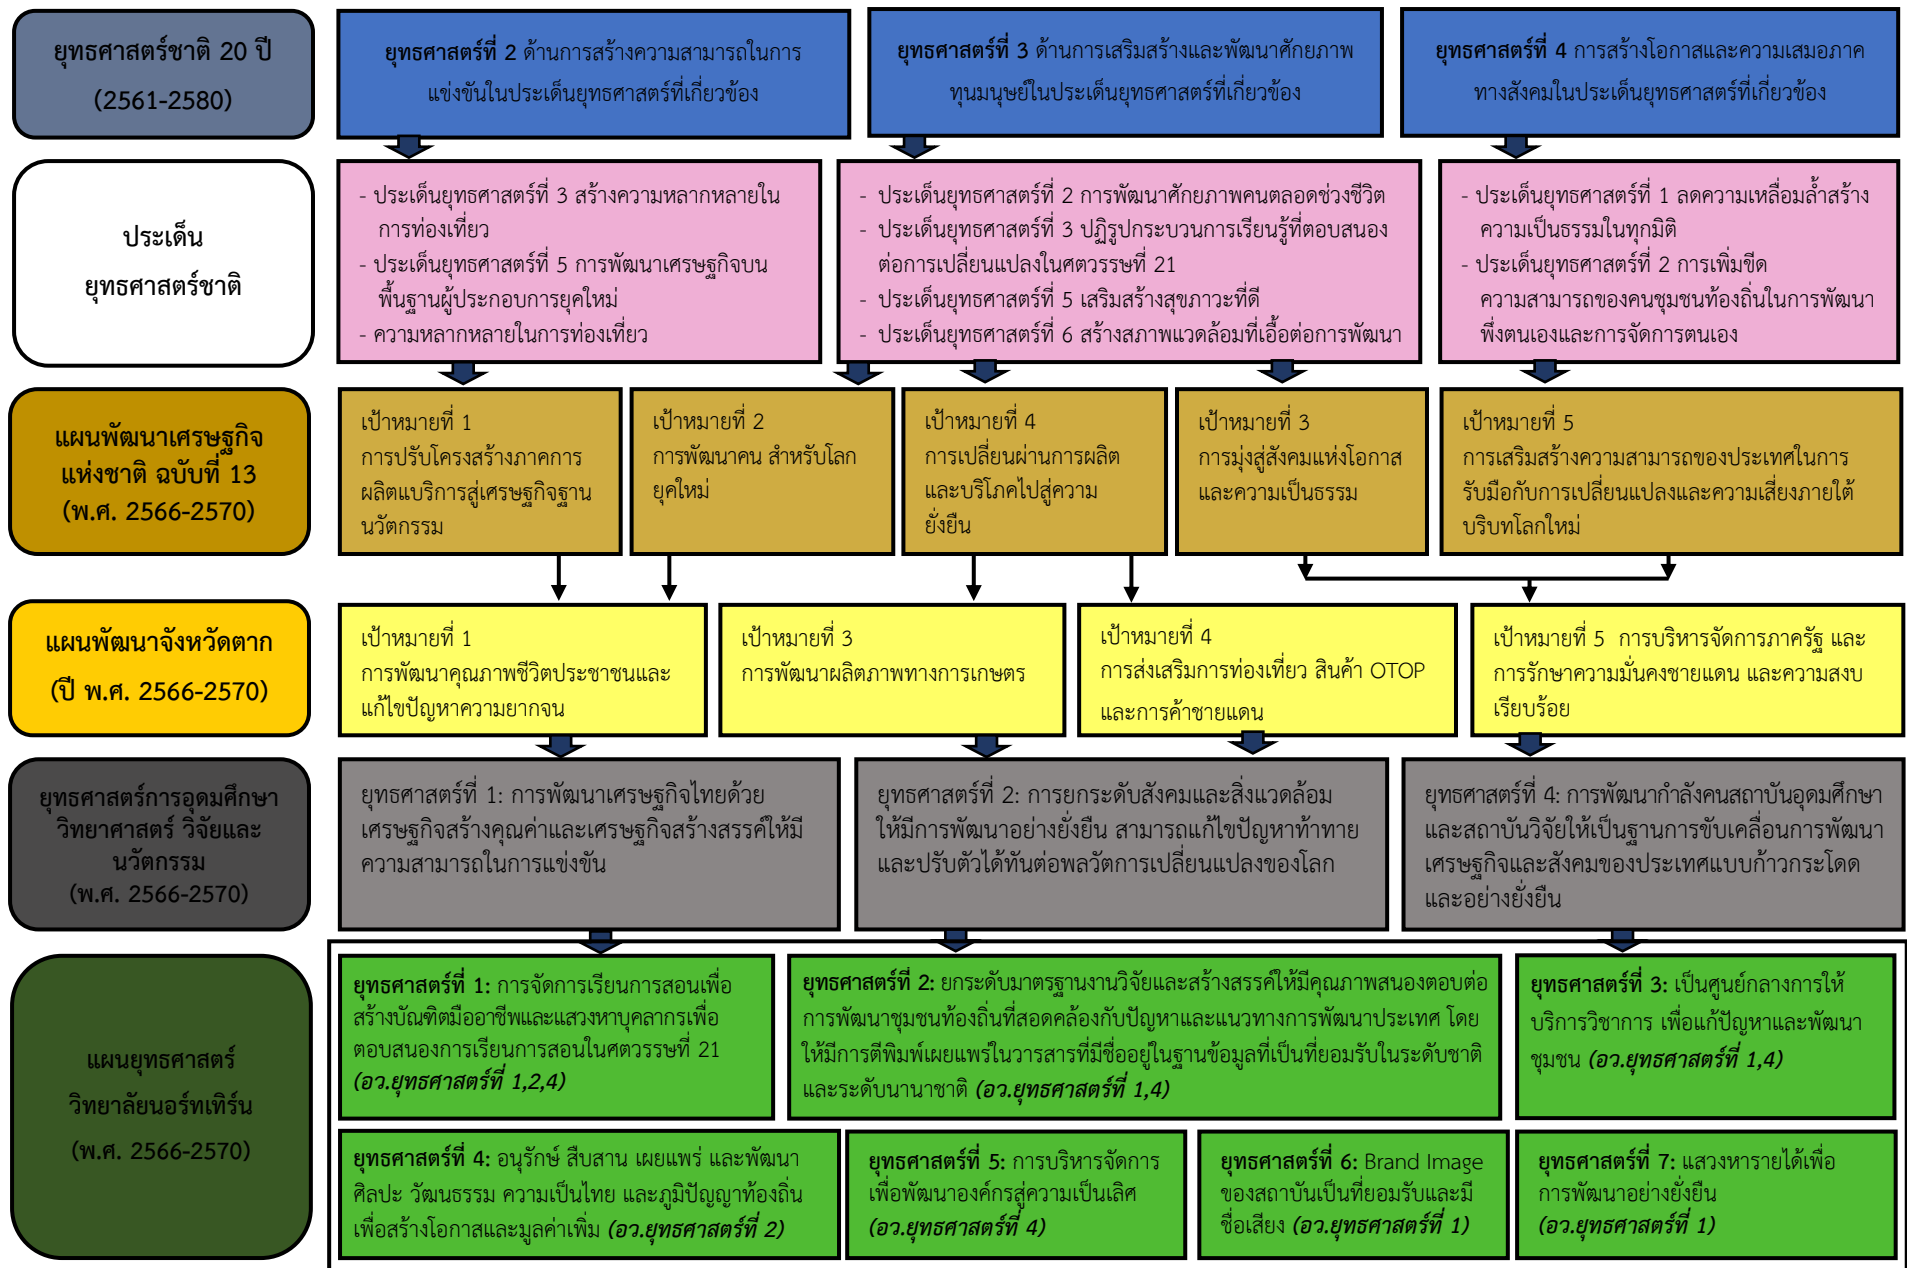 ยุทธศาสตร์ชาติ 20 ปี
(2561-2580)
ยุทธศาสตร์ที่ 2 ด้านการสร้างความสามารถในการ
แข่งขันในประเด็นยุทธศาสตร์ที่เกี่ยวข้อง
ยุทธศาสตร์ที่ 3 ด้านการเสริมสร้างและพัฒนาศักยภาพ
ทุนมนุษย์ในประเด็นยุทธศาสตร์ที่เกี่ยวข้อง
ยุทธศาสตร์ที่ 4 การสร้างโอกาสและความเสมอภาค
ทางสังคมในประเด็นยุทธศาสตร์ที่เกี่ยวข้อง
ประเด็น
ยุทธศาสตร์ชาติ
- ประเด็นยุทธศาสตร์ที่ 3 สร้างความหลากหลายใน
การท่องเที่ยว
- ประเด็นยุทธศาสตร์ที่ 5 การพัฒนาเศรษฐกิจบน
พื้นฐานผู้ประกอบการยุคใหม่
- ความหลากหลายในการท่องเที่ยว
- ประเด็นยุทธศาสตร์ที่ 2 การพัฒนาศักยภาพคนตลอดช่วงชีวิต
- ประเด็นยุทธศาสตร์ที่ 3 ปฏิรูปกระบวนการเรียนรู้ที่ตอบสนอง
ต่อการเปลี่ยนแปลงในศตวรรษที่ 21
- ประเด็นยุทธศาสตร์ที่ 5 เสริมสร้างสุขภาวะที่ดี
- ประเด็นยุทธศาสตร์ที่ 6 สร้างสภาพแวดล้อมที่เอื้อต่อการพัฒนา
- ประเด็นยุทธศาสตร์ที่ 1 ลดความเหลื่อมล้ำสร้าง
ความเป็นธรรมในทุกมิติ
- ประเด็นยุทธศาสตร์ที่ 2 การเพิ่มขีด
ความสามารถของคนชุมชนท้องถิ่นในการพัฒนา
พึ่งตนเองและการจัดการตนเอง
แผนพัฒนาเศรษฐกิจ
แห่งชาติ ฉบับที่ 13
(พ.ศ. 2566-2570)
เป้าหมายที่ 1
การปรับโครงสร้างภาคการ
ผลิตแบริการสู่เศรษฐกิจฐาน
นวัตกรรม
เป้าหมายที่ 2
การพัฒนาคน สำหรับโลก
ยุคใหม่
เป้าหมายที่ 4
การเปลี่ยนผ่านการผลิต
และบริโภคไปสู่ความ
ยั่งยืน
เป้าหมายที่ 3
การมุ่งสู่สังคมแห่งโอกาส
และความเป็นธรรม
เป้าหมายที่ 5
การเสริมสร้างความสามารถของประเทศในการ
รับมือกับการเปลี่ยนแปลงและความเสี่ยงภายใต้
บริบทโลกใหม่
แผนพัฒนาจังหวัดตาก
(ปี พ.ศ. 2566-2570)
เป้าหมายที่ 1
การพัฒนาคุณภาพชีวิตประชาชนและ
แก้ไขปัญหาความยากจน
เป้าหมายที่ 3
การพัฒนาผลิตภาพทางการเกษตร
เป้าหมายที่ 4
การส่งเสริมการท่องเที่ยว สินค้า OTOP
และการค้าชายแดน
เป้าหมายที่ 5 การบริหารจัดการภาครัฐ และ
การรักษาความมั่นคงชายแดน และความสงบ
เรียบร้อย
ยุทธศาสตร์การอุดมศึกษา
วิทยาศาสตร์ วิจัยและ
นวัตกรรม
(พ.ศ. 2566-2570)
ยุทธศาสตร์ที่ 1: การพัฒนาเศรษฐกิจไทยด้วย
เศรษฐกิจสร้างคุณค่าและเศรษฐกิจสร้างสรรค์ให้มี
ความสามารถในการแข่งขัน
ยุทธศาสตร์ที่ 2: การยกระดับสังคมและสิ่งแวดล้อม
ให้มีการพัฒนาอย่างยั่งยืน สามารถแก้ไขปัญหาท้าทาย
และปรับตัวได้ทันต่อพลวัตการเปลี่ยนแปลงของโลก
ยุทธศาสตร์ที่ 4: การพัฒนากำลังคนสถาบันอุดมศึกษา
และสถาบันวิจัยให้เป็นฐานการขับเคลื่อนการพัฒนา
เศรษฐกิจและสังคมของประเทศแบบก้าวกระโดด
และอย่างยั่งยืน
แผนยุทธศาสตร์
วิทยาลัยนอร์ทเทิร์น
(พ.ศ. 2566-2570)
ยุทธศาสตร์ที่ 1: การจัดการเรียนการสอนเพื่อ
สร้างบัณฑิตมืออาชีพและแสวงหาบุคลากรเพื่อ
ตอบสนองการเรียนการสอนในศตวรรษที่ 21
(อว.ยุทธศาสตร์ที่ 1,2,4)
ยุทธศาสตร์ที่ 2: ยกระดับมาตรฐานงานวิจัยและสร้างสรรค์ให้มีคุณภาพสนองตอบต่อ
การพัฒนาชุมชนท้องถิ่นที่สอดคล้องกับปัญหาและแนวทางการพัฒนาประเทศ โดย
ให้มีการตีพิมพ์เผยแพร่ในวารสารที่มีชื่ออยู่ในฐานข้อมูลที่เป็นที่ยอมรับในระดับชาติ
และระดับนานาชาติ (อว.ยุทธศาสตร์ที่ 1,4)
ยุทธศาสตร์ที่ 3: เป็นศูนย์กลางการให้
บริการวิชาการ เพื่อแก้ปัญหาและพัฒนา
ชุมชน (อว.ยุทธศาสตร์ที่ 1,4)
ยุทธศาสตร์ที่ 4: อนุรักษ์ สืบสาน เผยแพร่ และพัฒนา
ศิลปะ วัฒนธรรม ความเป็นไทย และภูมิปัญญาท้องถิ่น
เพื่อสร้างโอกาสและมูลค่าเพิ่ม (อว.ยุทธศาสตร์ที่ 2)
ยุทธศาสตร์ที่ 5: การบริหารจัดการ
เพื่อพัฒนาองค์กรสู่ความเป็นเลิศ
(อว.ยุทธศาสตร์ที่ 4)
ยุทธศาสตร์ที่ 6: Brand Image
ของสถาบันเป็นที่ยอมรับและมี
ชื่อเสียง (อว.ยุทธศาสตร์ที่ 1)
ยุทธศาสตร์ที่ 7: แสวงหารายได้เพื่อ
การพัฒนาอย่างยั่งยืน
(อว.ยุทธศาสตร์ที่ 1)